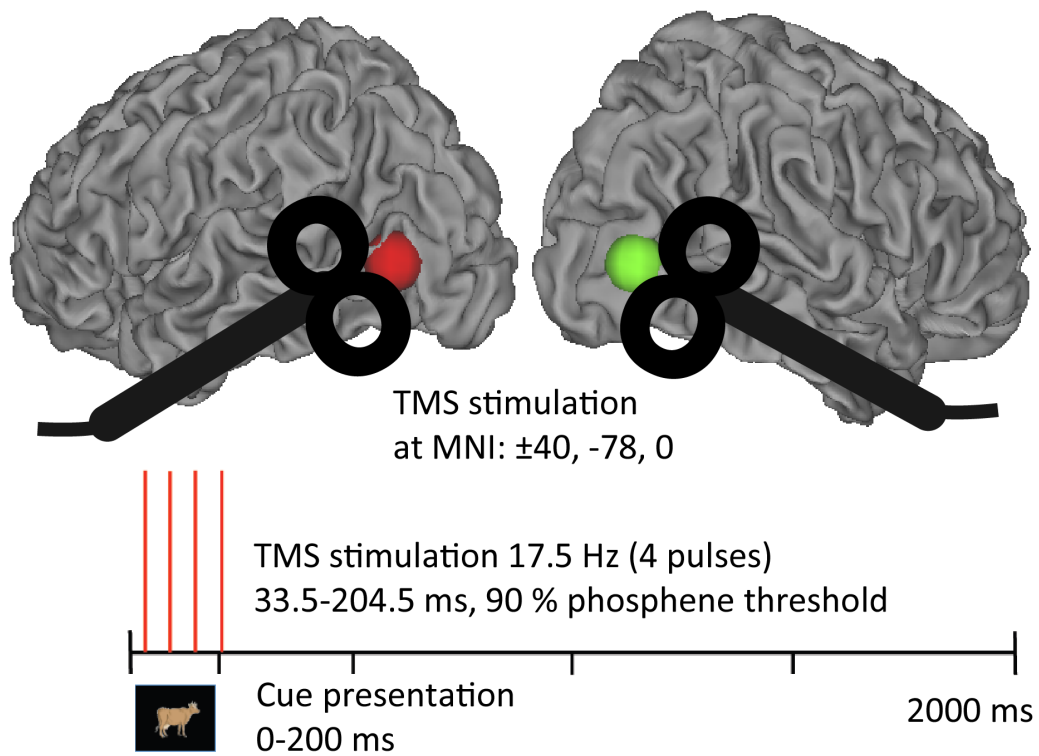 TMS stimulation
at MNI: ±40, -78, 0
TMS stimulation 17.5 Hz (4 pulses)
33.5-204.5 ms, 90 % phosphene threshold
Cue presentation
0-200 ms
2000 ms